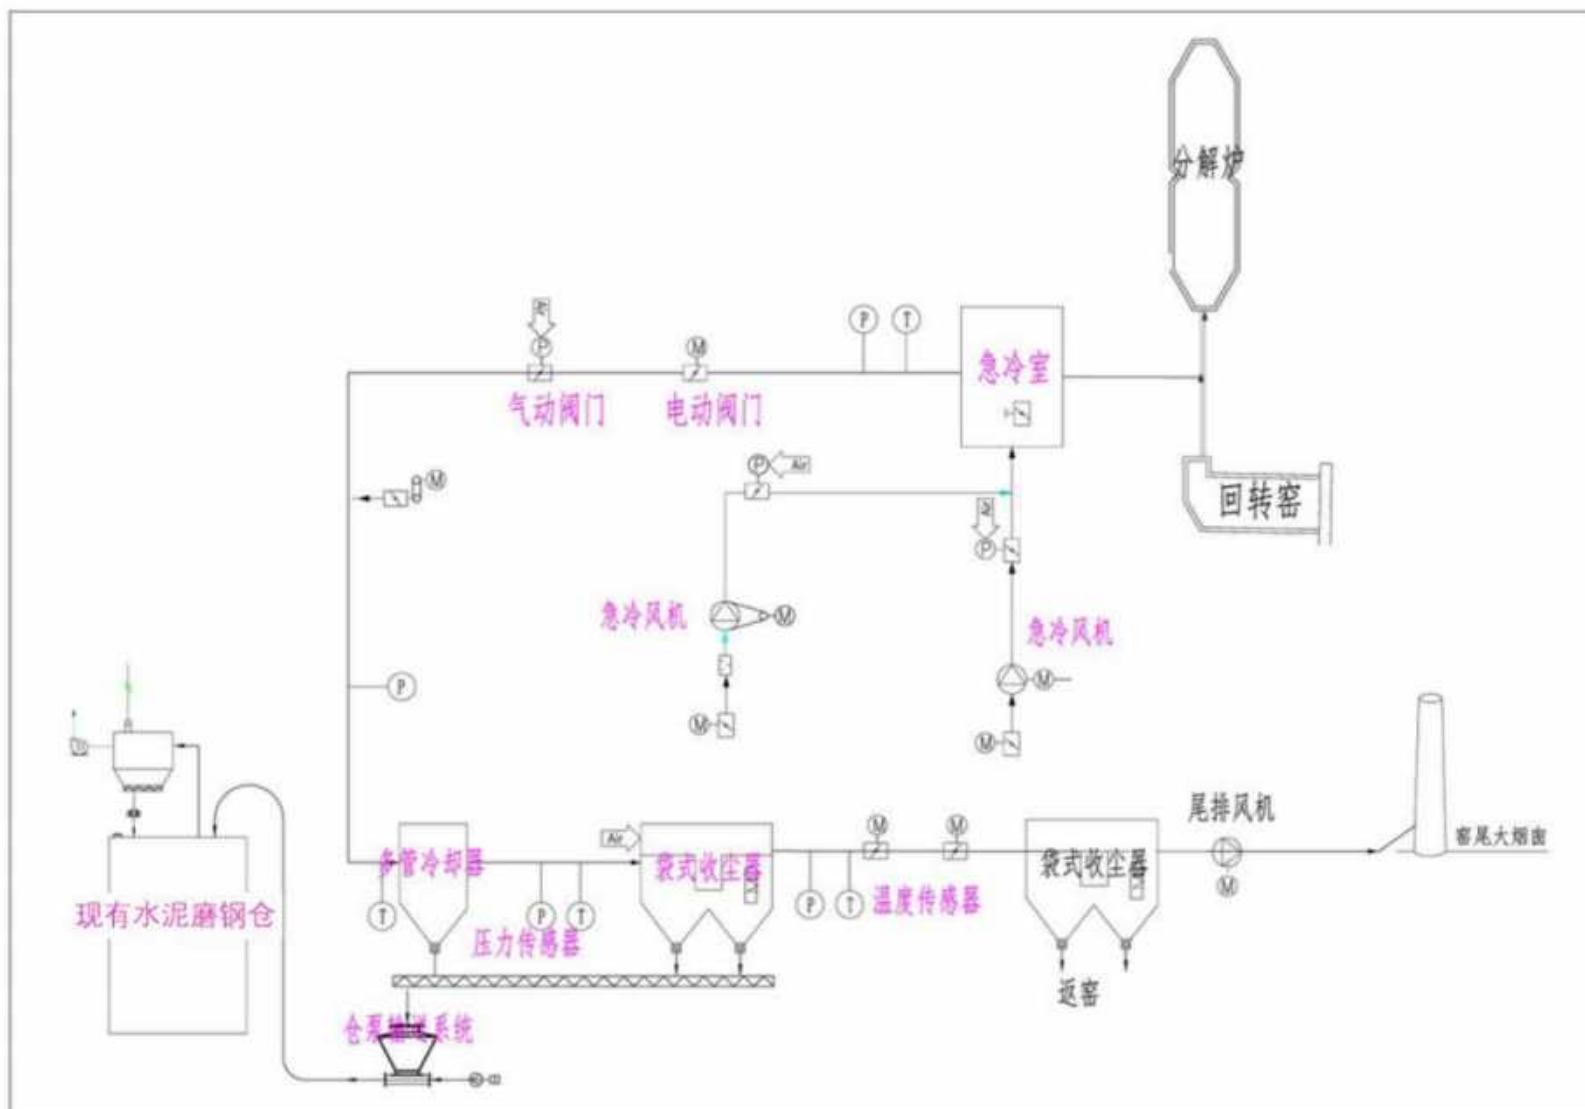 分解炉
Air
P
M
P
T
急冷室
气动阀门
电动阀门
P
Air
M
回转窑
Air
P
急冷风机
M
急冷风机
M
P
M
M
尾排风机
M
M
窑尾大烟囱
Air
多管冷却器
袋式收尘器
袋式收尘器
M
现有水泥磨钢仓
T
P
T
P
T
温度传感器
压力传感器
返窑
仓泵输送系统